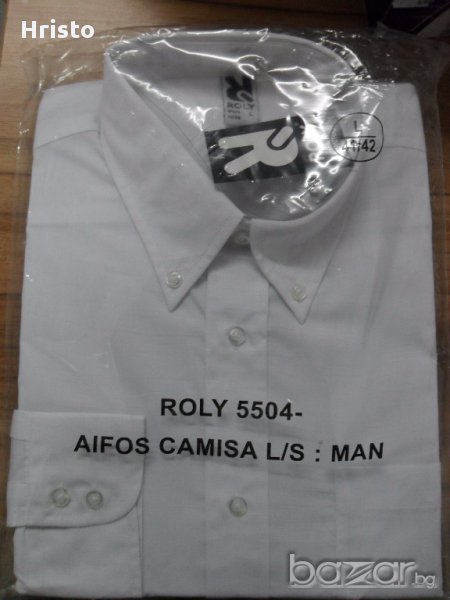 Hristo
ROLY
L
R
L
41/42
ROLY 5504-
AIFOS CAMISA L/S : MAN
bazar.bg